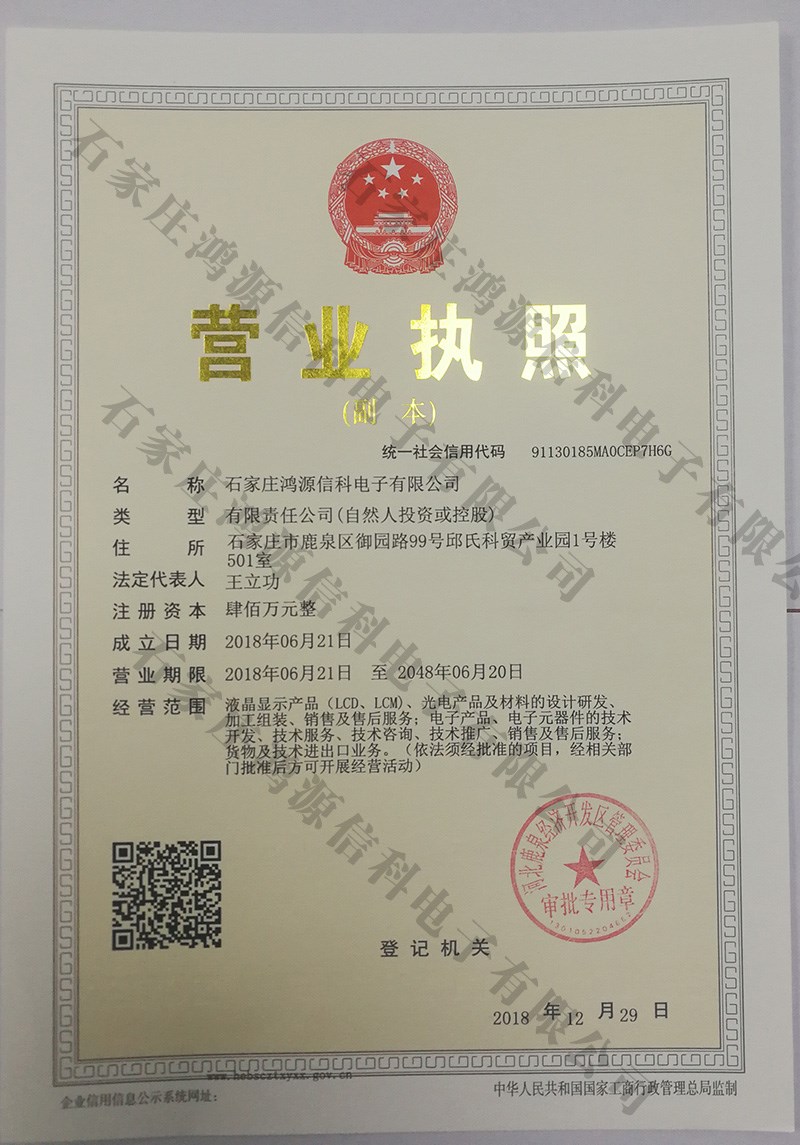 营业执照
(副 本)
统一社会信用代码 91130185MA0CEP7H6G
名 称 石家庄鸿源信科电子有限公司
类 型 有限责任公司(自然人投资或控股)
住 所 石家庄市鹿泉区御园路99号邱氏科贸产业园1号楼
501室
法定代表人 王立功
注册资本 肆佰万元整
成立日期 2018年06月21日
营业期限 2018年06月21日 至 2048年06月20日
经营范围 液晶显示产品（LCD、LCM)、光电产品及材料的设计研发、
加工组装、销售及售后服务；电子产品、电子元器件的技术
开发、技术服务、技术咨询、技术推广、销售及售后服务；
货物及技术进出口业务。（依法须经批准的项目，经相关部
门批准后方可开展经营活动）
河北鹿泉经济开发区管理委员会
审批专用章
1301052204662
登记机关
2018 年 12 月 29 日
www.hebscztxyxx.gov.cn
企业信用信息公示系统网址：
中华人民共和国国家工商行政管理总局监制
石家庄鸿源信科电子有限公司
石家庄鸿源信科电子有限公司
石家庄鸿源信科电子有限公司